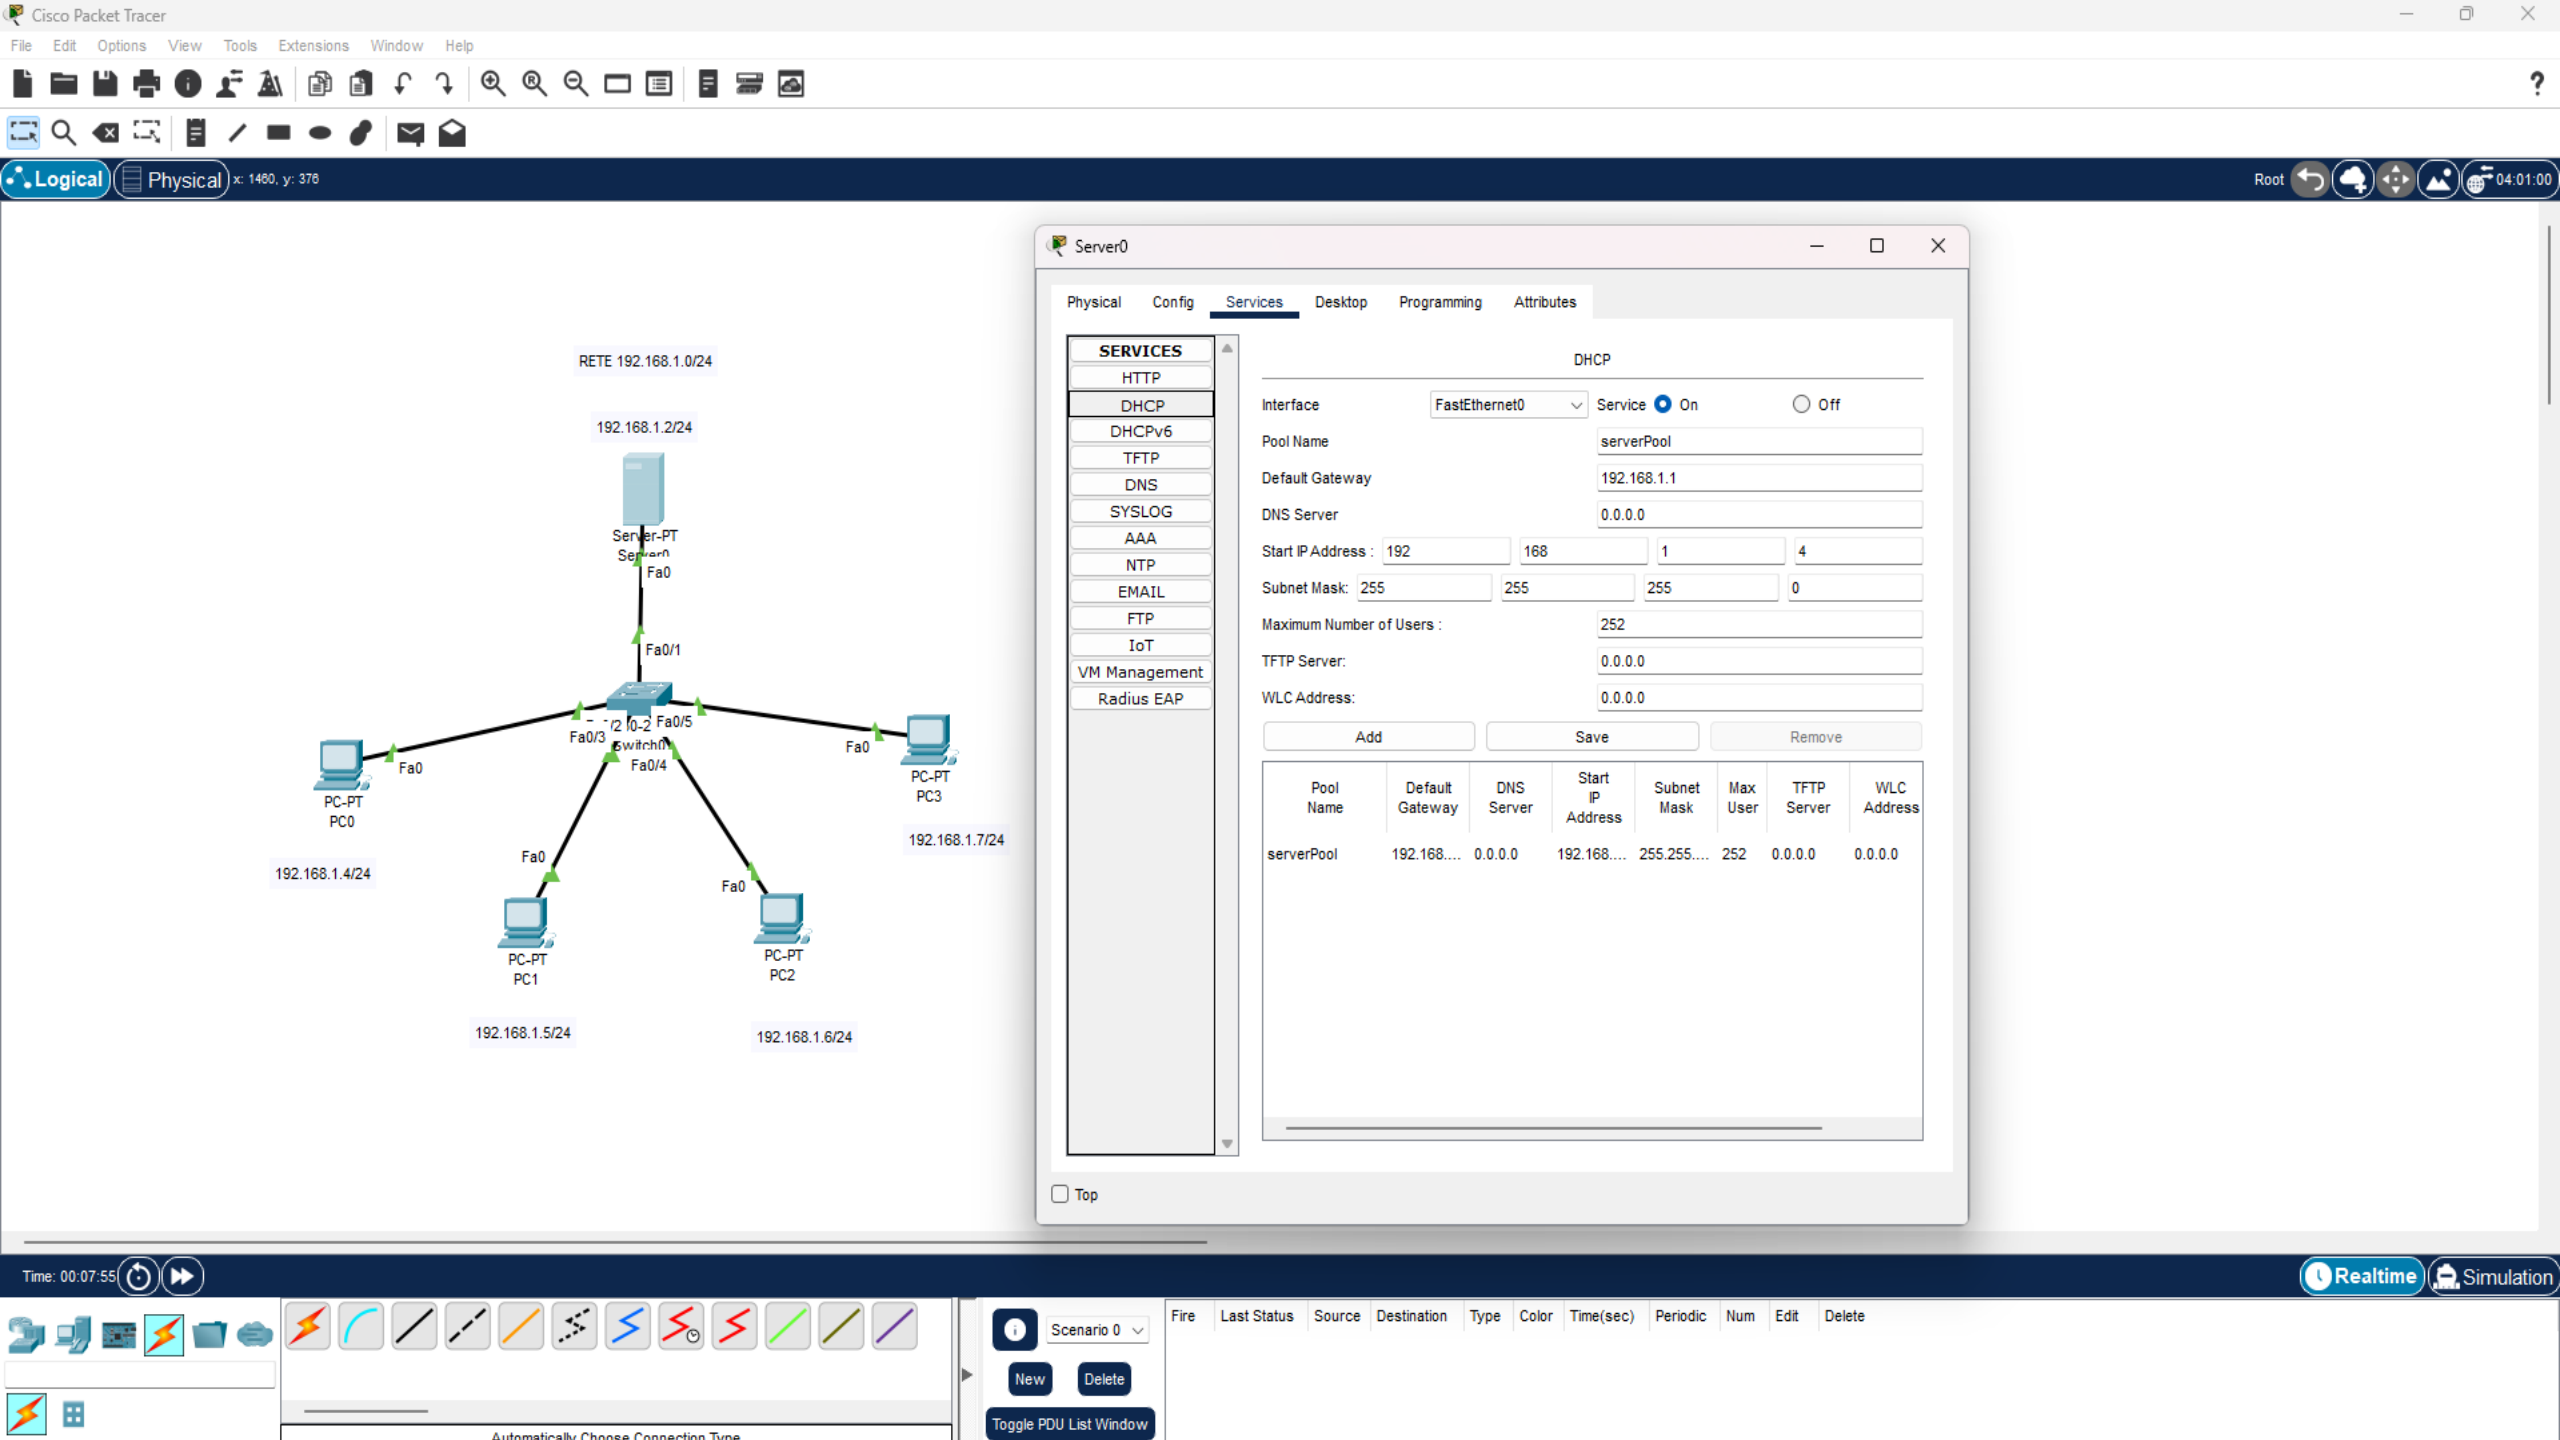 Cisco Packet Tracer
File Edit Options View Tools Extensions Window Help
Logical Physical x: 1460, y: 376 Root 04:01:00
RETE 192.168.1.0/24
192.168.1.2/24
Server-PT
Server0
Fa0
Fa0/1
Fa0/5
Fa0/3
Switch0
Fa0/4
Fa0
PC-PT
PC0
192.168.1.4/24
Fa0
PC-PT
PC3
192.168.1.7/24
Fa0
PC-PT
PC1
192.168.1.5/24
Fa0
PC-PT
PC2
192.168.1.6/24
Server0
Physical Config Services Desktop Programming Attributes
SERVICES
HTTP
DHCP
DHCPv6
TFTP
DNS
SYSLOG
AAA
NTP
EMAIL
FTP
IoT
VM Management
Radius EAP
DHCP
Interface FastEthernet0 Service On Off
Pool Name serverPool
Default Gateway 192.168.1.1
DNS Server 0.0.0.0
Start IP Address : 192 168 1 4
Subnet Mask: 255 255 255 0
Maximum Number of Users : 252
TFTP Server: 0.0.0.0
WLC Address: 0.0.0.0
Add Save Remove
Pool Name Default Gateway DNS Server Start IP Address Subnet Mask Max User TFTP Server WLC Address
serverPool 192.168.... 0.0.0.0 192.168.... 255.255.... 252 0.0.0.0 0.0.0.0
Top
Time: 00:07:55 Realtime Simulation
Scenario 0
New Delete
Toggle PDU List Window
Fire Last Status Source Destination Type Color Time(sec) Periodic Num Edit Delete
Automatically Choose Connection Type